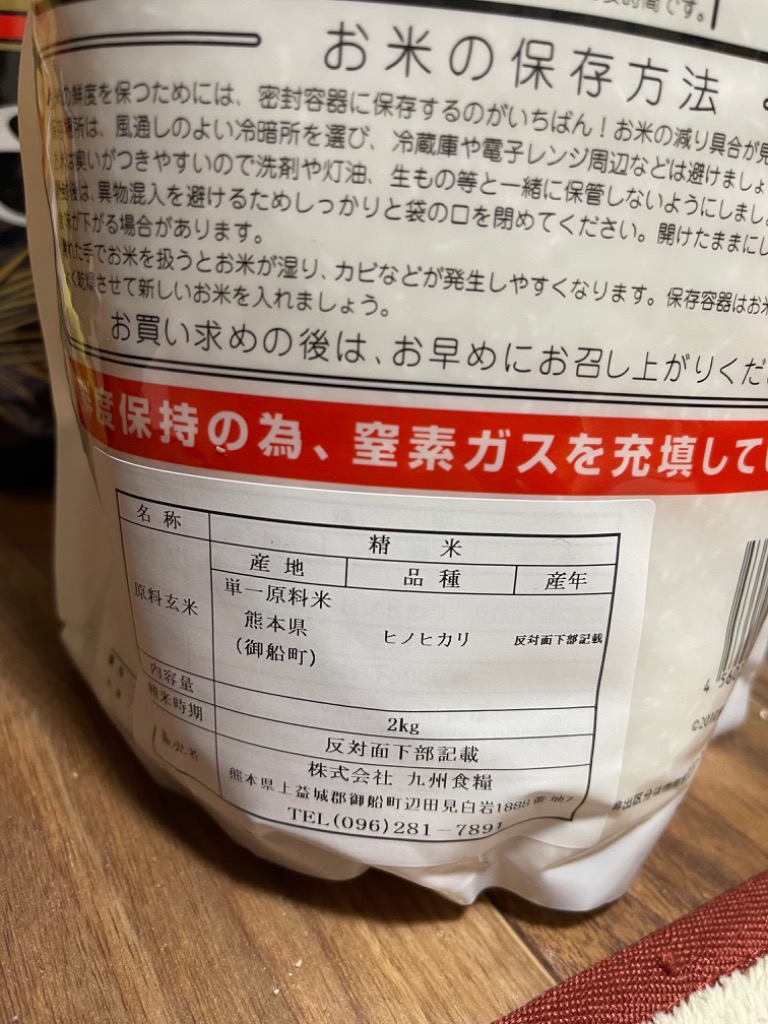 お米の保存方法
の鮮度を保つためには、密封容器に保存するのがいちばん！お米の減り具合が見
所は、風通しのよい冷暗所を選び、冷蔵庫や電子レンジ周辺などは避けましょ
は臭いがつきやすいので洗剤や灯油、生もの等と一緒に保管しないようにしまし
後は、異物混入を避けるためしっかりと袋の口を閉めてください。開けたままにし
が下がる場合があります。
れた手でお米を扱うとお米が湿り、カビなどが発生しやすくなります。保存容器はお米
く乾燥させて新しいお米を入れましょう。
お買い求めの後は、お早めにお召し上がりくだ
鮮度保持の為、窒素ガスを充填してい
名称 精米
原料玄米 産地 品種 産年
単一原料米
熊本県 ヒノヒカリ 反対面下部記載
(御船町)
内容量 2kg
精米時期 反対面下部記載
販売者 株式会社 九州食糧
熊本県上益城郡御船町辺田見白岩1888番地2
TEL(096)281-7891